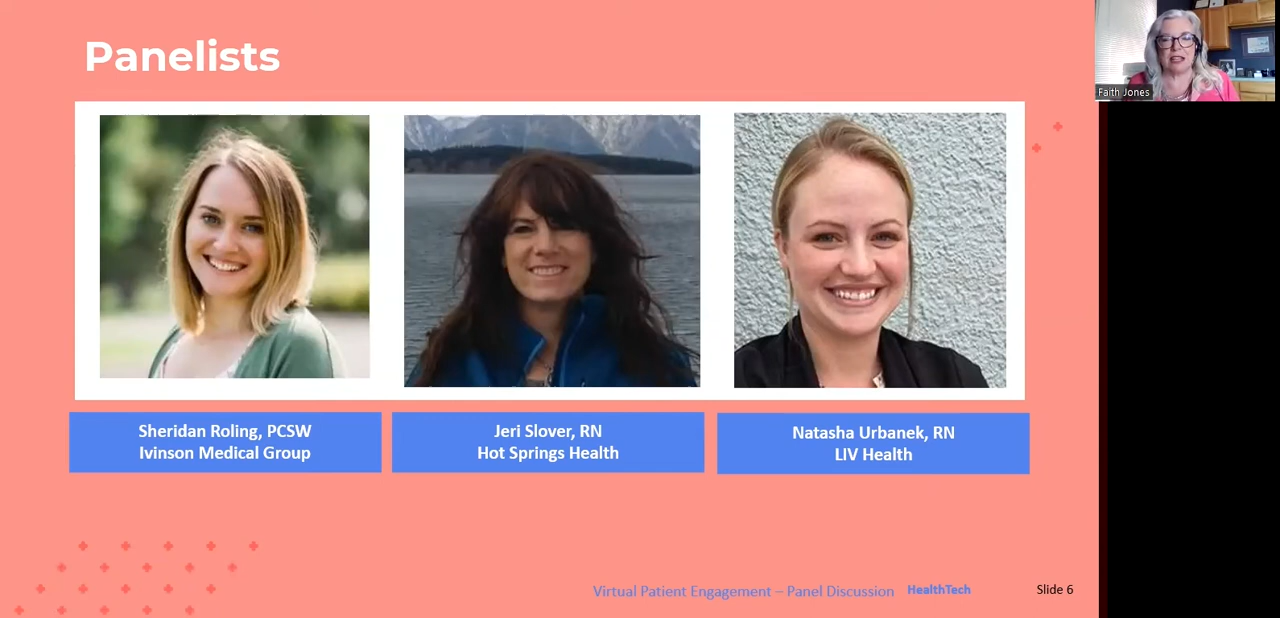 Panelists
Faith Jones
Sheridan Roling, PCSW
Ivinson Medical Group
Jeri Slover, RN
Hot Springs Health
Natasha Urbanek, RN
LIV Health
Virtual Patient Engagement – Panel Discussion
HealthTech
Slide 6